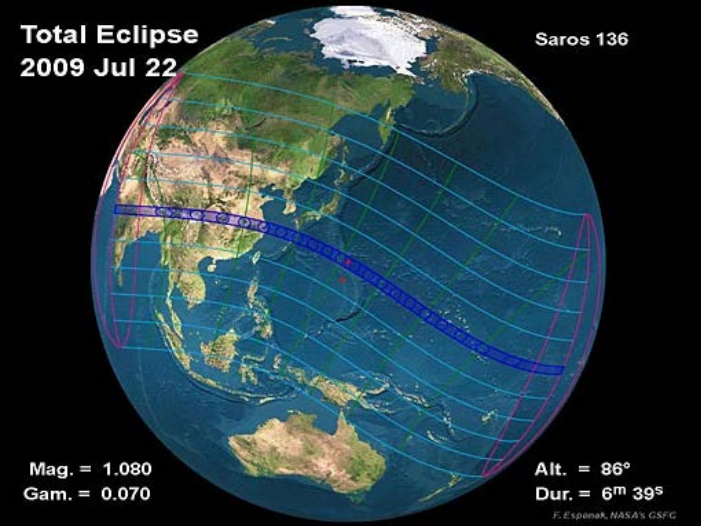 Total Eclipse
2009 Jul 22
Saros 136
Mag. = 1.080
Gam. = 0.070
Alt. = 86°
Dur. = 6ᵐ 39ˢ
F. Espenak, NASA's GSFC